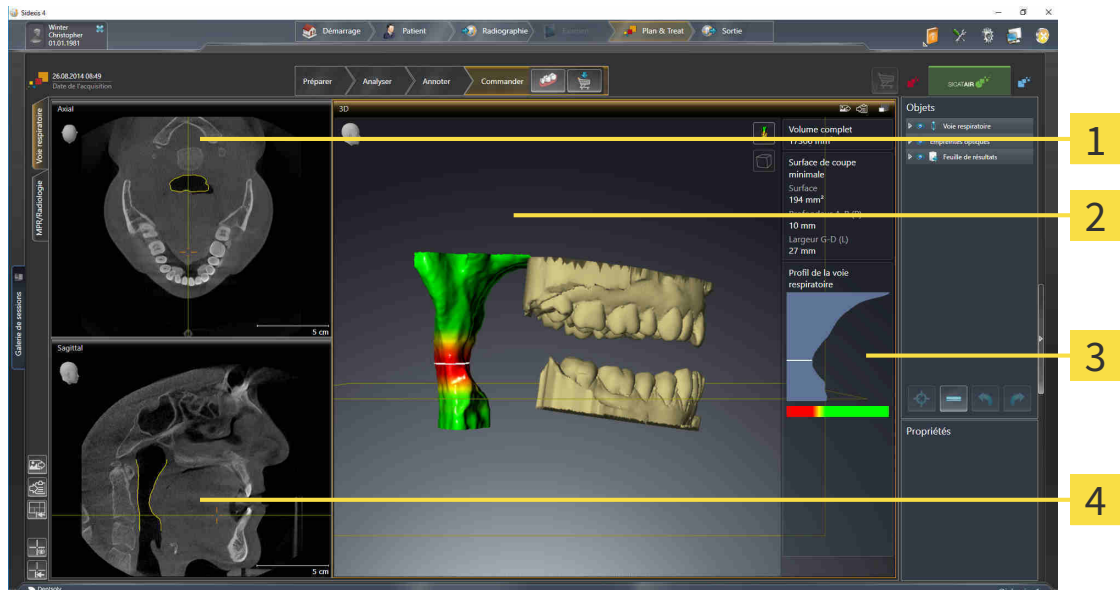 Sidexis 4
Winter
Christopher
01.01.1981
Démarrage
Patient
Radiographie
Plan & Treat
Sortie
26.08.2014 08:49
Date de l'acquisition
Préparer
Analyser
Annoter
Commander
SICAT AIR
Voie respiratoire
MPR/Radiologie
Galerie de sessions
Axial
5 cm
Sagittal
5 cm
3D
Volume complet
17500 mm
Surface de coupe
minimale
Surface
194 mm²
10 mm
Largeur G-D (L)
27 mm
Profil de la voie
respiratoire
Objets
Voie respiratoire
Empreintes optiques
Feuille de résultats
Propriétés
1
2
3
4